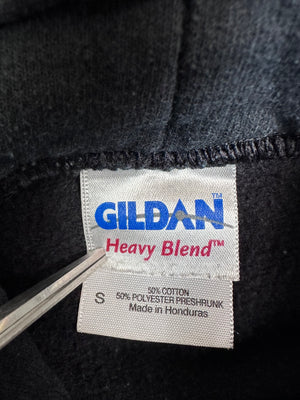 GILDAN™
Heavy Blend™
S
50% COTTON
50% POLYESTER PRESHRUNK
Made in Honduras